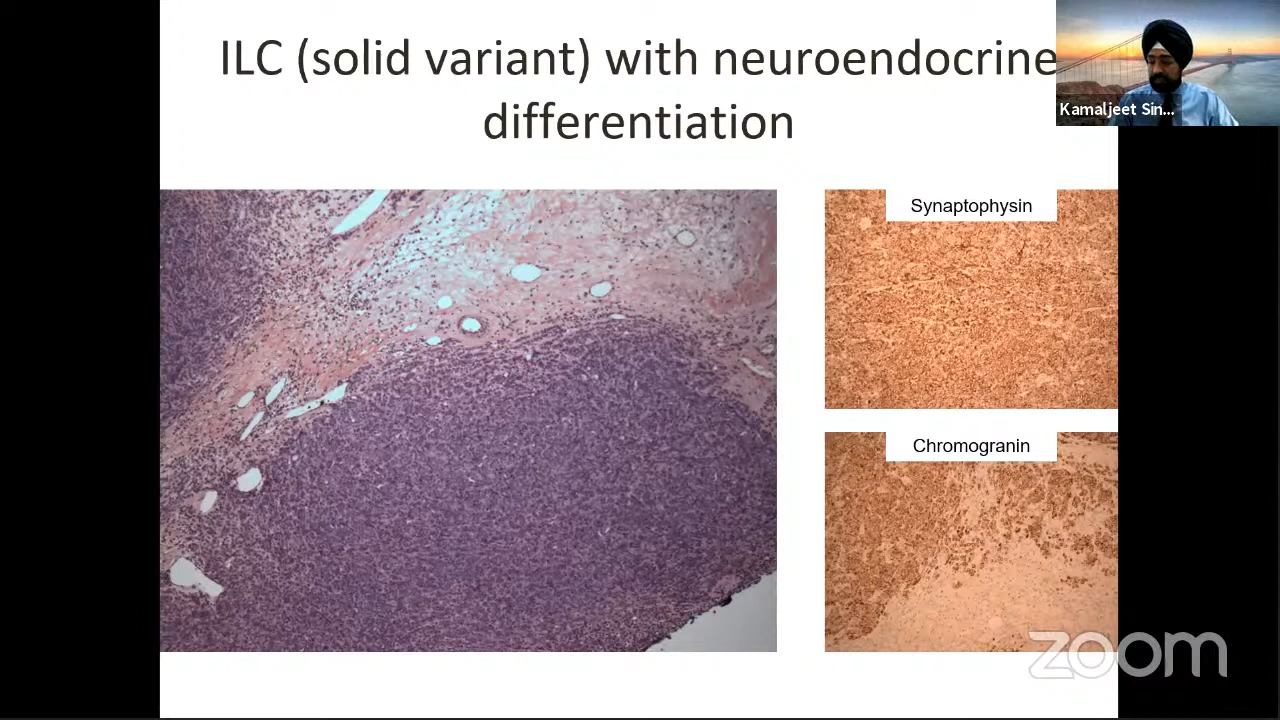 ILC (solid variant) with neuroendocrine
differentiation
Kamaljeet Sin...
Synaptophysin
Chromogranin
zoom